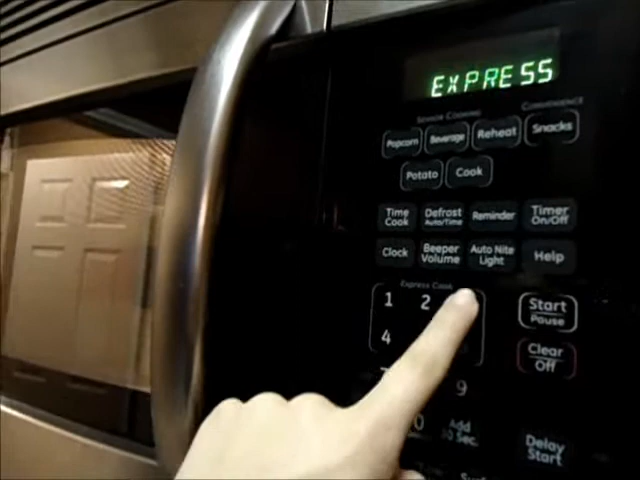 EXPRESS
Sensor Cooking Convenience
Popcorn Beverage Reheat Snacks
Potato Cook
Time Cook Defrost Auto/Time Reminder Timer On/Off
Clock Beeper Volume Auto Nite Light Help
Express Cook
1 2 Start Pause
4 Clear Off
9
0 Add 30 Sec. Delay Start